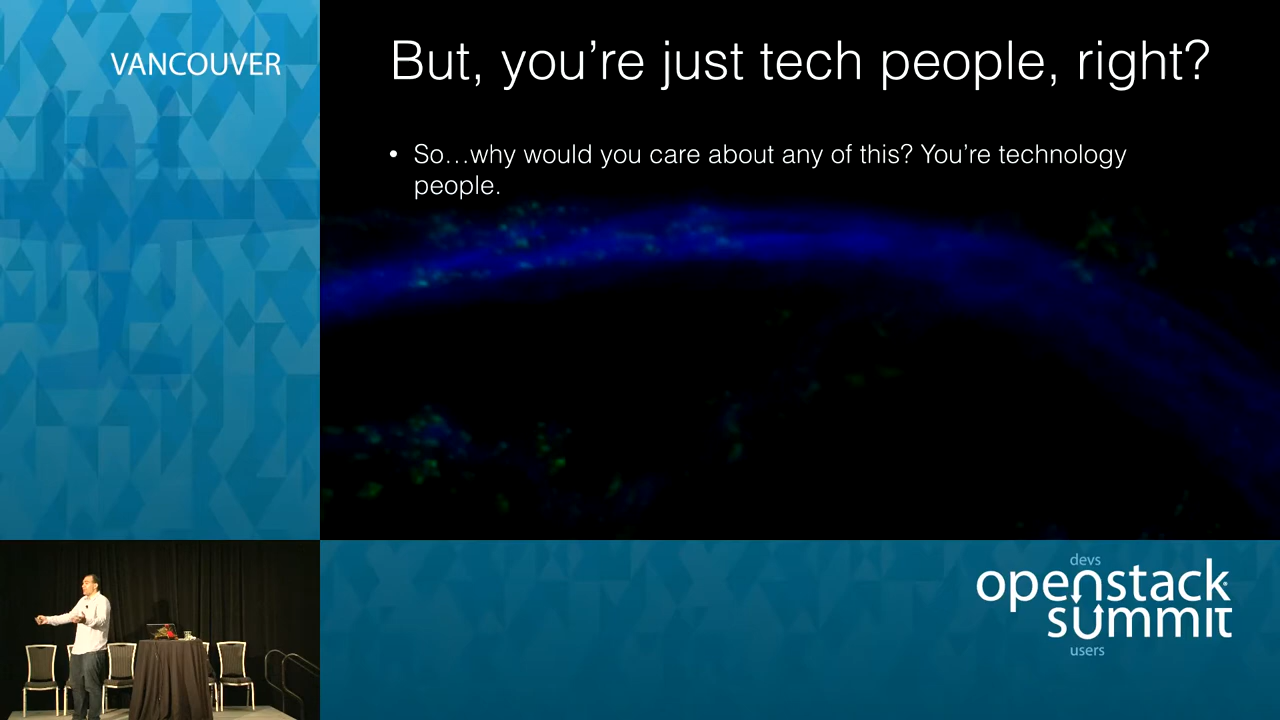 VANCOUVER
But, you're just tech people, right?
• So…why would you care about any of this? You're technology
people.
devs
openstack
summit
users